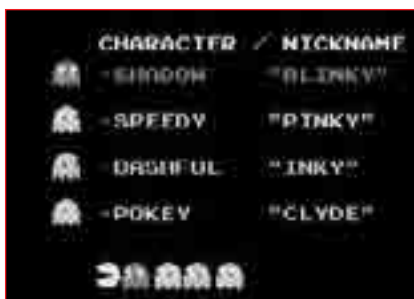 CHARACTER / NICKNAME
-SHADOW "BLINKY"
-SPEEDY "PINKY"
-BASHFUL "INKY"
-POKEY "CLYDE"